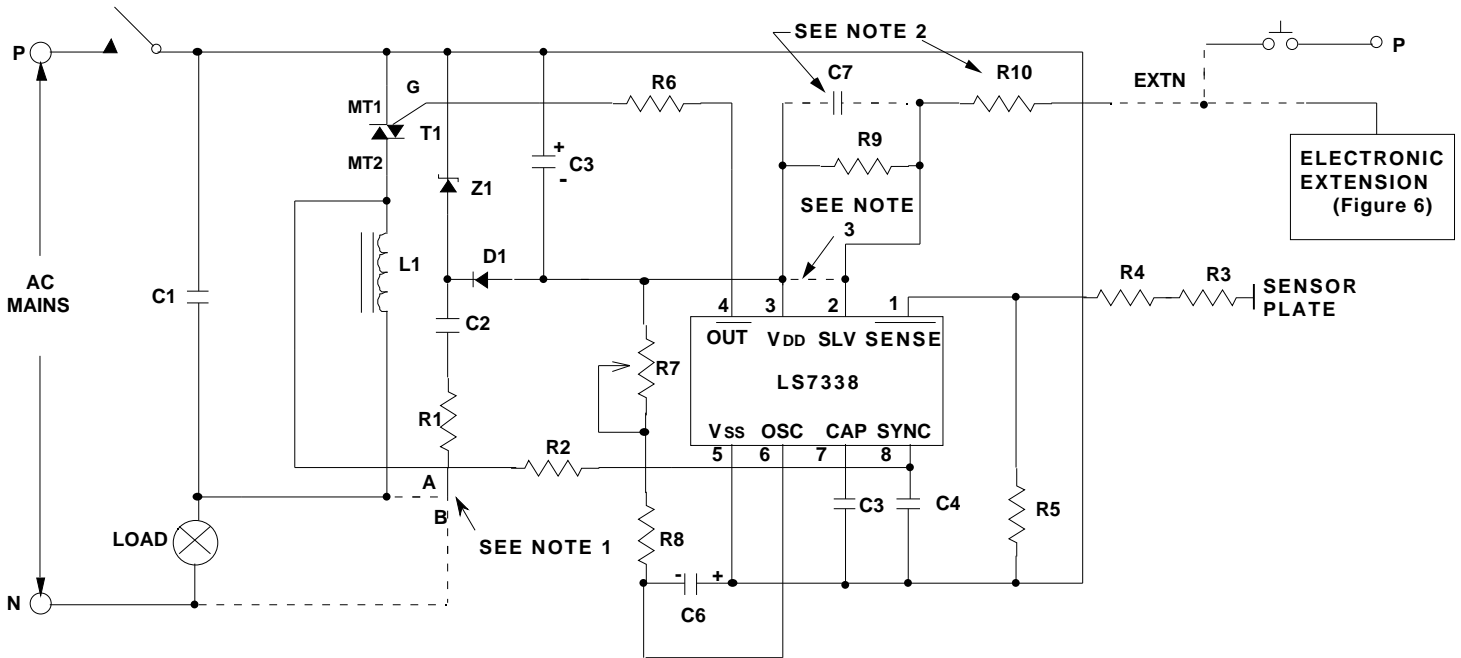 P
SEE NOTE 2
P
C7
R10
EXTN
G
R6
MT1
T1
MT2
R9
+
C3
-
Z1
SEE NOTE
3
ELECTRONIC
EXTENSION
(Figure 6)
AC
MAINS
C1
L1
D1
R4
R3
SENSOR
PLATE
C2
4
3
2
1
OUT
VDD
SLV
SENSE
R7
LS7338
R1
VSS
OSC
CAP
SYNC
5
6
7
8
R2
A
B
C3
C4
R5
LOAD
SEE NOTE 1
R8
-
+
C6
N